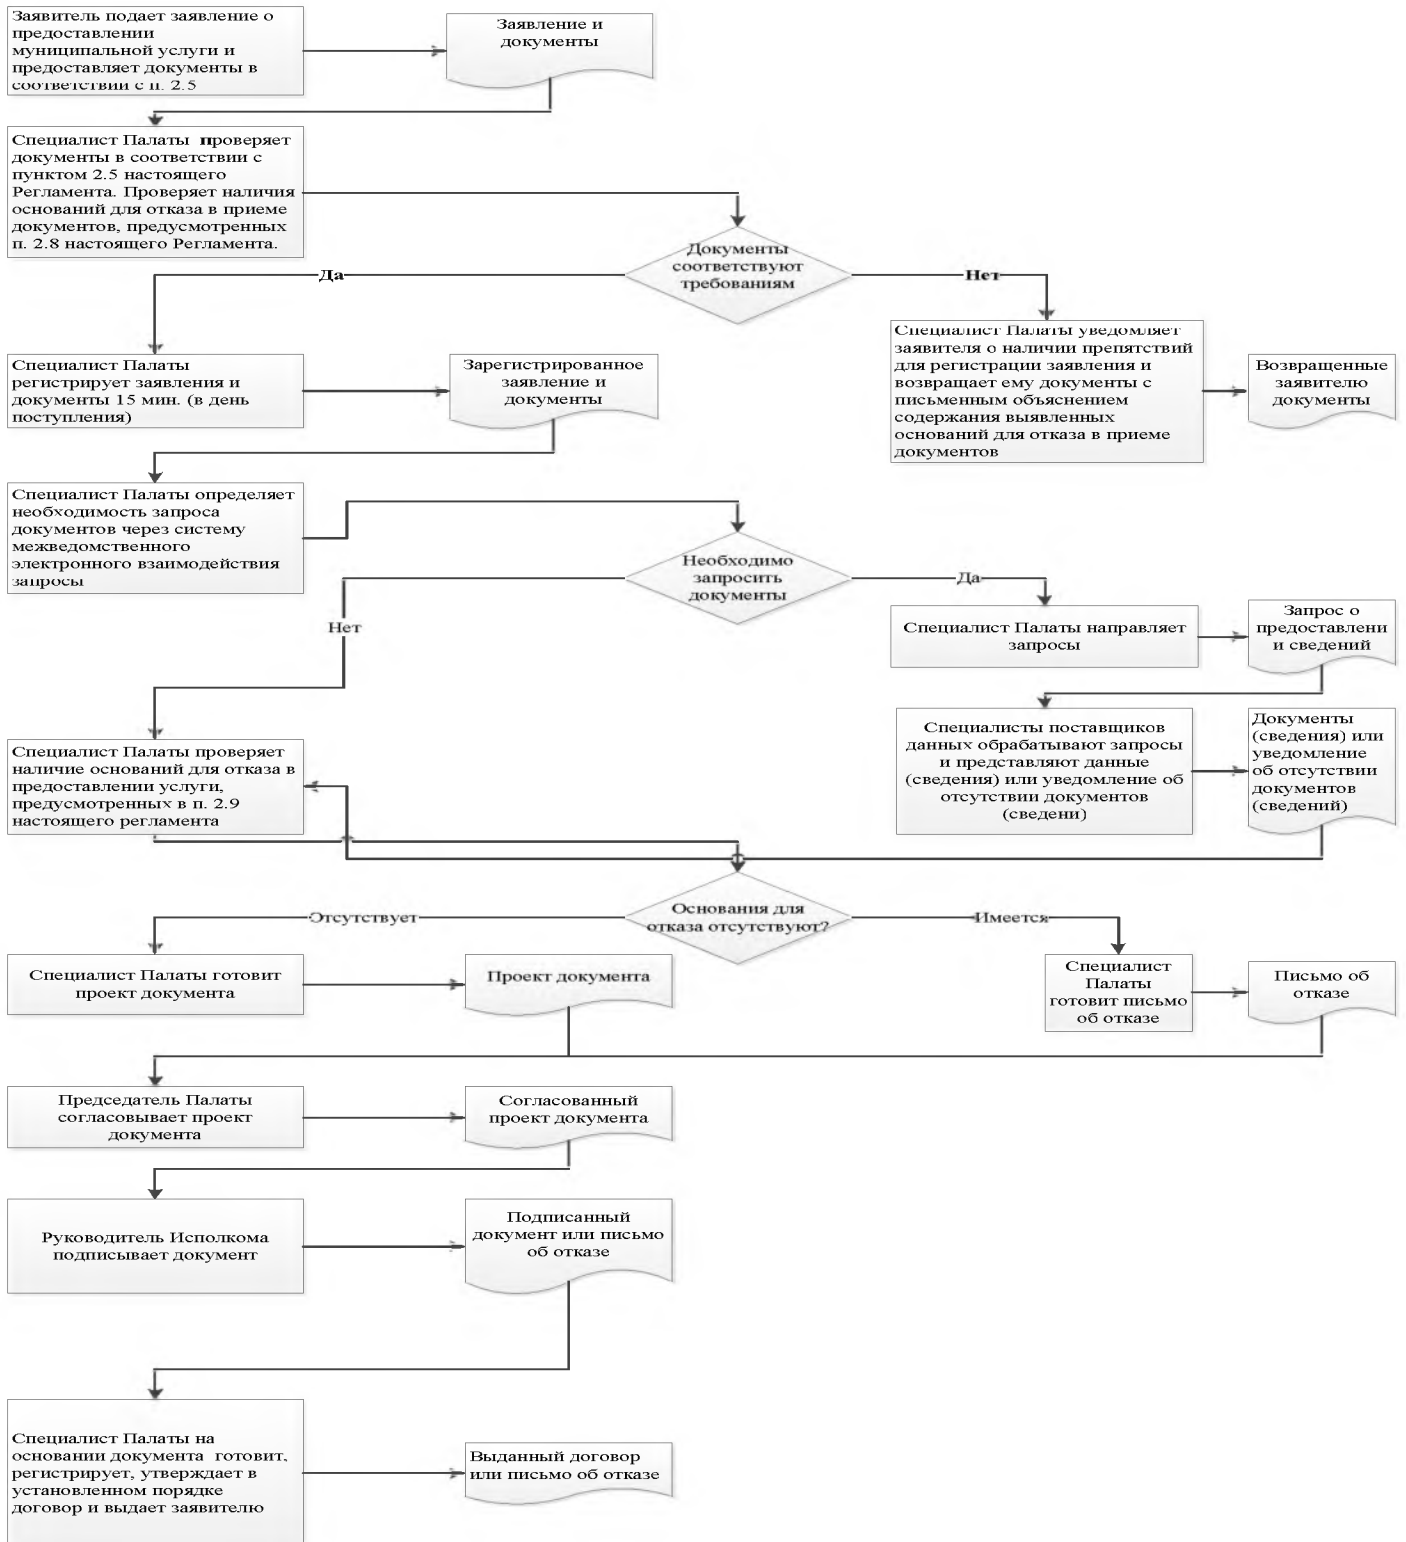 Заявитель подает заявление о
предоставлении
муниципальной услуги и
предоставляет документы в
соответствии с п. 2.5
Заявление и
документы
Специалист Палаты проверяет
документы в соответствии с
пунктом 2.5 настоящего
Регламента. Проверяет наличия
оснований для отказа в приеме
документов, предусмотренных
п. 2.8 настоящего Регламента.
Документы
соответствуют
требованиям
Да
Нет
Специалист Палаты
регистрирует заявления и
документы 15 мин. (в день
поступления)
Зарегистрированное
заявление и
документы
Специалист Палаты уведомляет
заявителя о наличии препятствий
для регистрации заявления и
возвращает ему документы с
письменным объяснением
содержания выявленных
оснований для отказа в приеме
документов
Возвращенные
заявителю
документы
Специалист Палаты определяет
необходимость запроса
документов через систему
межведомственного
электронного взаимодействия
запросы
Необходимо
запросить
документы
Да
Нет
Специалист Палаты направляет
запросы
Запрос о
предоставлени
и сведений
Специалисты поставщиков
данных обрабатывают запросы
и представляют данные
(сведения) или уведомление об
отсутствии документов
(сведени)
Документы
(сведения) или
уведомление
об отсутствии
документов
(сведений)
Специалист Палаты проверяет
наличие оснований для отказа в
предоставлении услуги,
предусмотренных в п. 2.9
настоящего регламента
Основания для
отказа отсутствуют?
Отсутствует
Имеется
Специалист Палаты готовит
проект документа
Проект документа
Специалист
Палаты
готовит письмо
об отказе
Письмо об
отказе
Председатель Палаты
согласовывает проект
документа
Согласованный
проект документа
Руководитель Исполкома
подписывает документ
Подписанный
документ или письмо
об отказе
Специалист Палаты на
основании документа готовит,
регистрирует, утверждает в
установленном порядке
договор и выдает заявителю
Выданный договор
или письмо об отказе